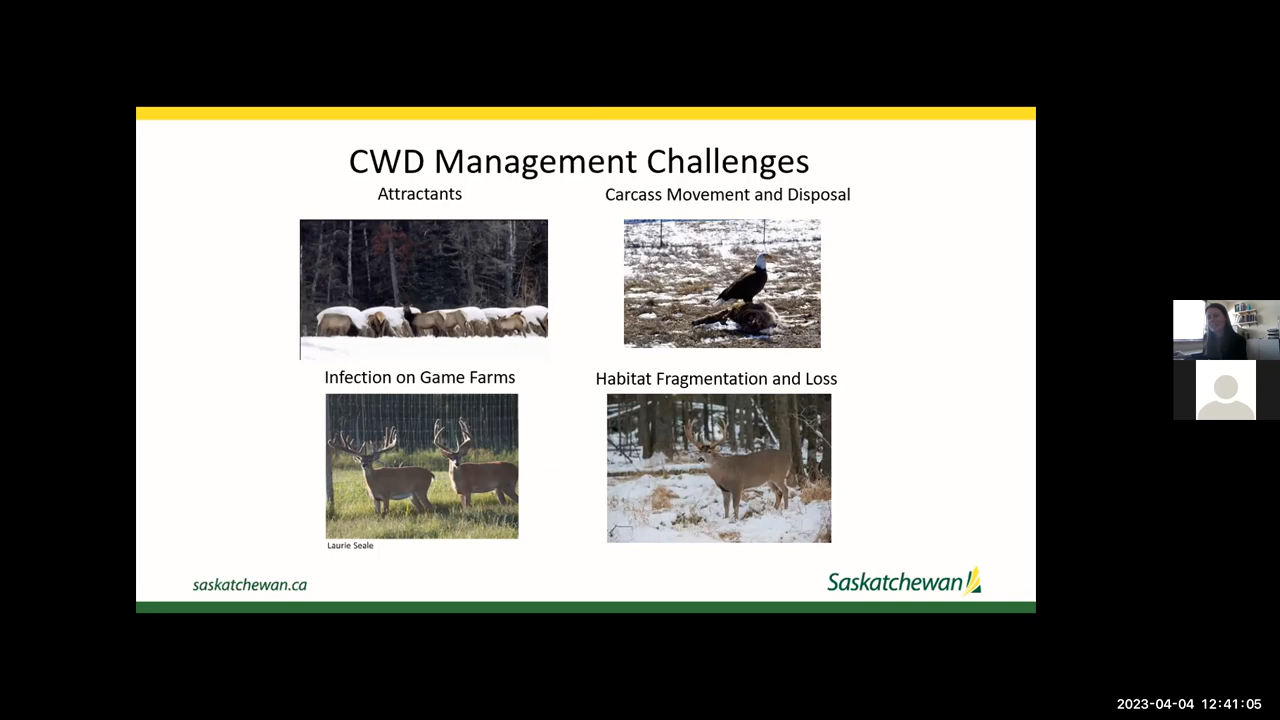 CWD Management Challenges
Attractants
Carcass Movement and Disposal
Infection on Game Farms
Habitat Fragmentation and Loss
Laurie Seale
saskatchewan.ca
Saskatchewan
2023-04-04 12:41:05